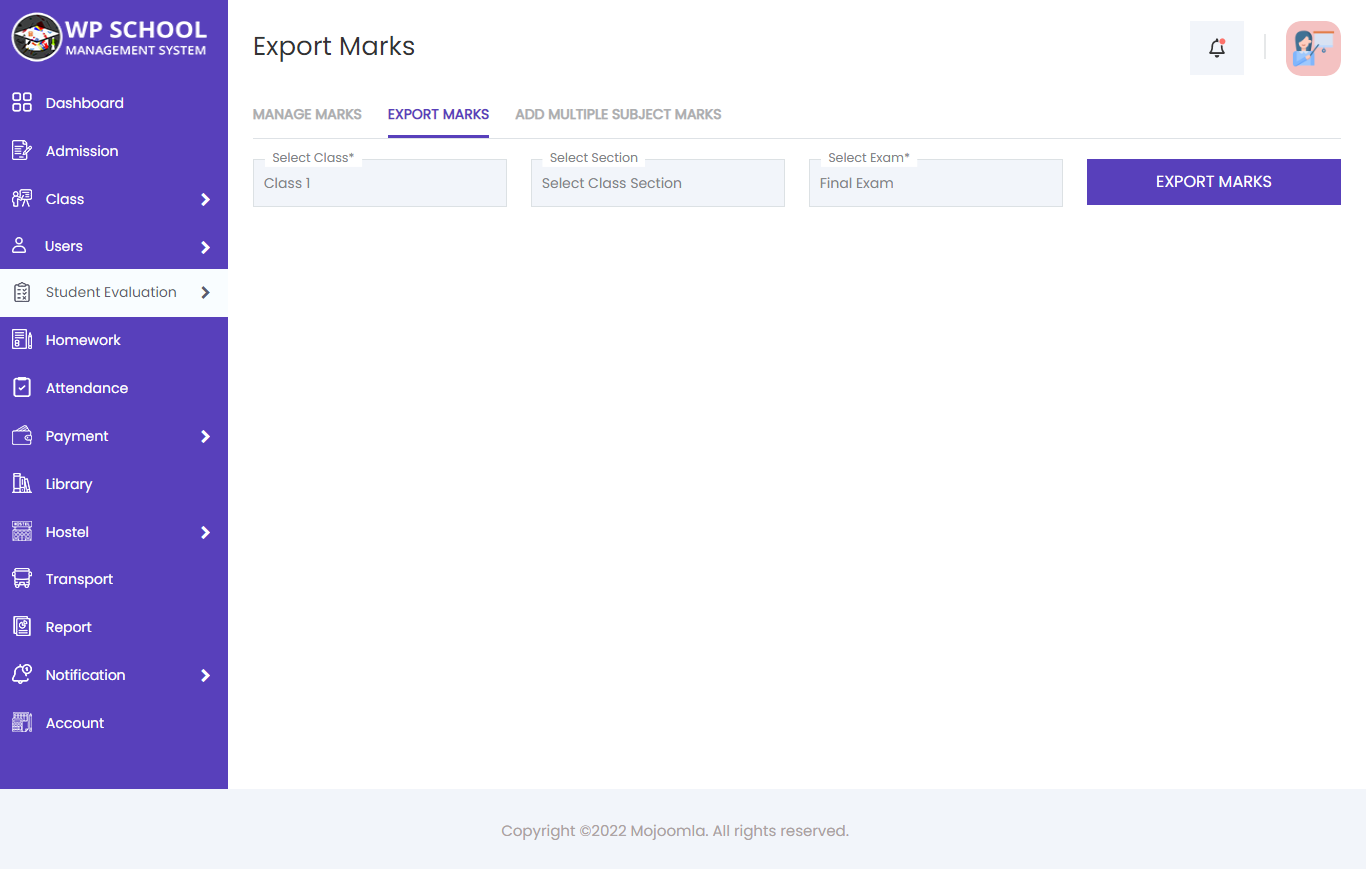 WP SCHOOL
MANAGEMENT SYSTEM
Dashboard
Admission
Class
Users
Student Evaluation
Homework
Attendance
Payment
Library
Hostel
Transport
Report
Notification
Account
Export Marks
MANAGE MARKS
EXPORT MARKS
ADD MULTIPLE SUBJECT MARKS
Select Class*
Class 1
Select Section
Select Class Section
Select Exam*
Final Exam
EXPORT MARKS
Copyright ©2022 Mojoomla. All rights reserved.